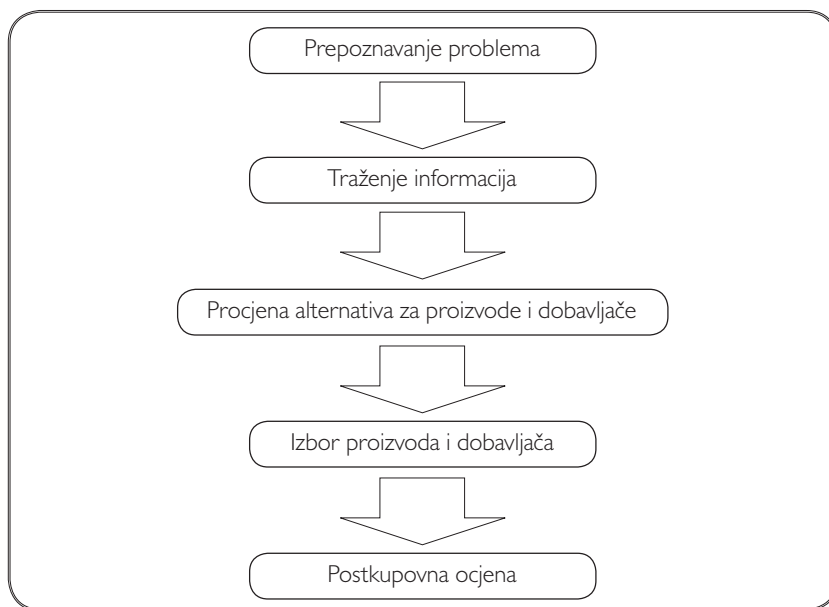 Prepoznavanje problema
Traženje informacija
Procjena alternativa za proizvode i dobavljače
Izbor proizvoda i dobavljača
Postkupovna ocjena